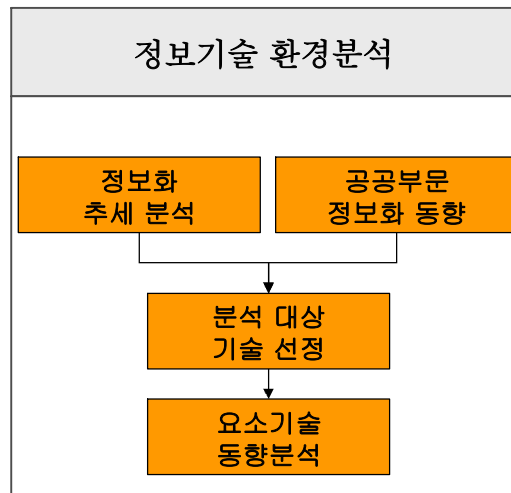 정보기술 환경분석
정보화
추세 분석
공공부문
정보화 동향
분석 대상
기술 선정
요소기술
동향분석